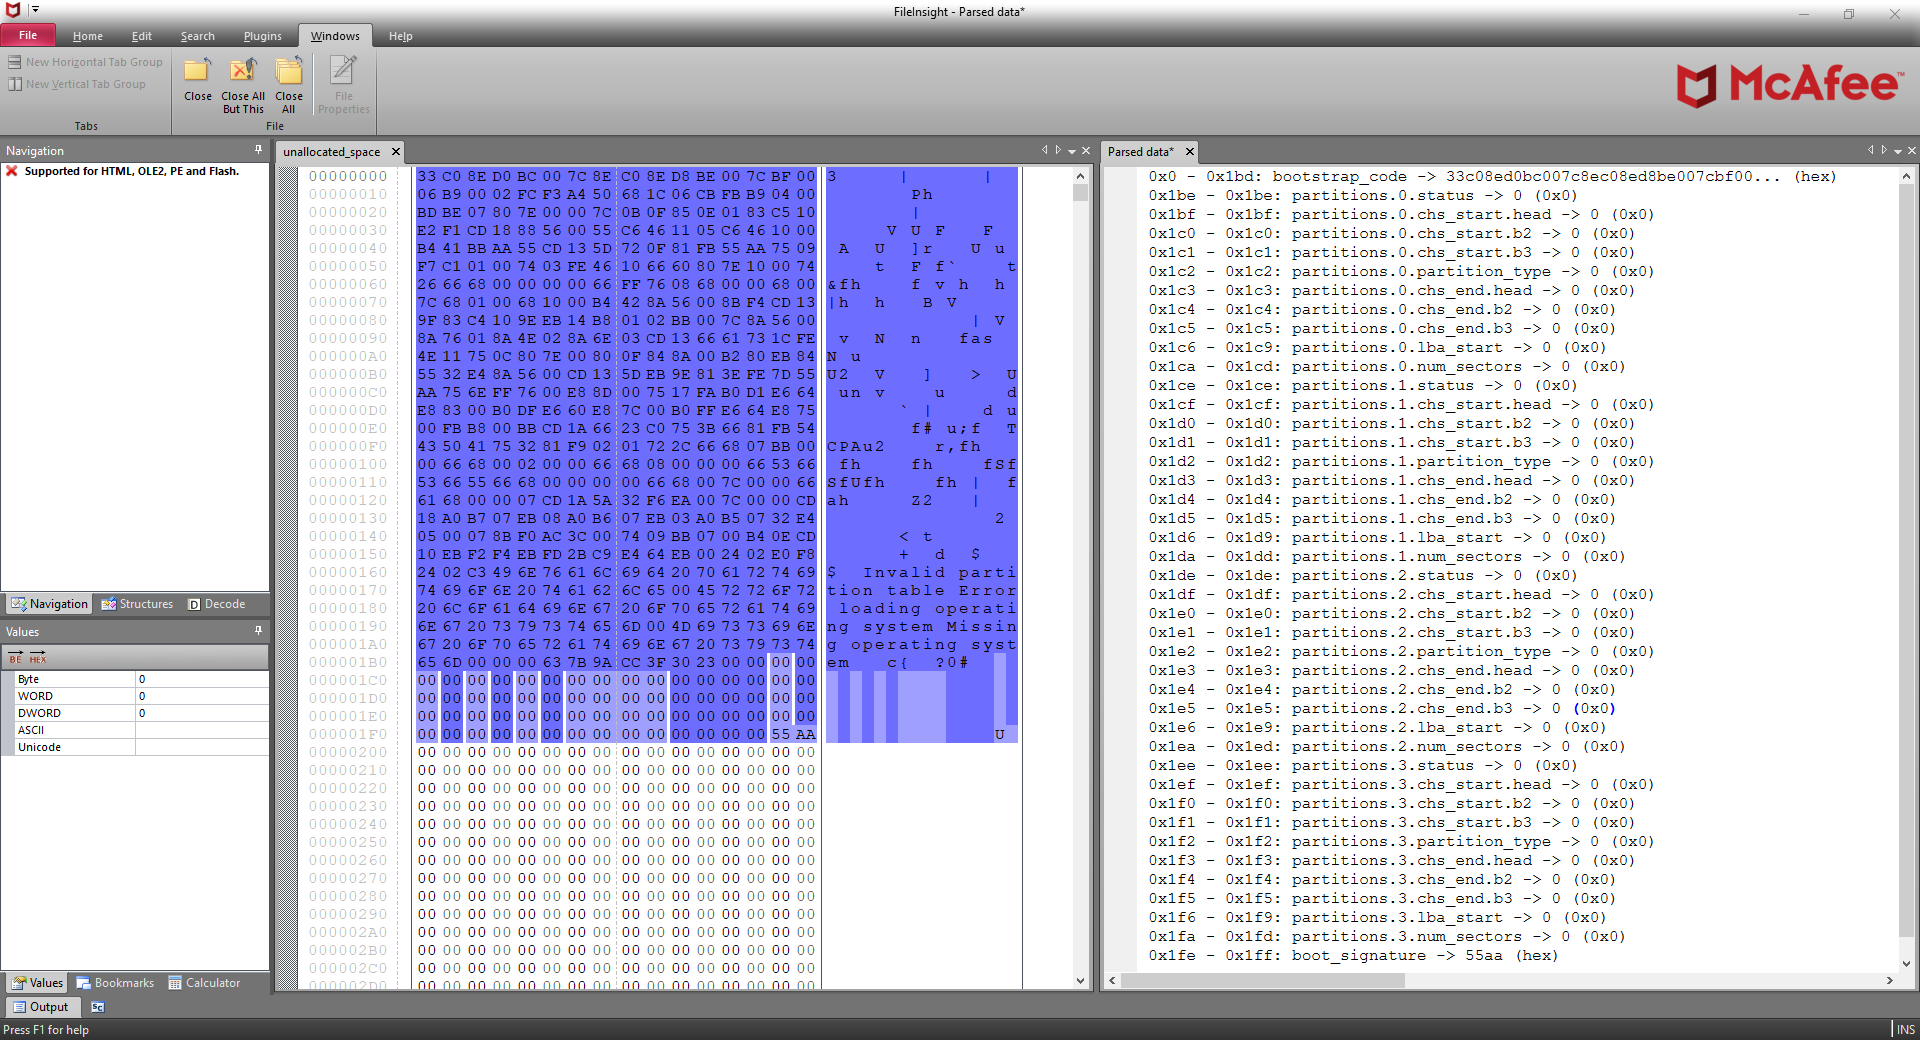 FileInsight - Parsed data*
File Home Edit Search Plugins Windows Help
New Horizontal Tab Group
New Vertical Tab Group
Tabs
Close
Close All But This
Close All
File Properties
File
McAfee™
Navigation
Supported for HTML, OLE2, PE and Flash.
Navigation Structures Decode
Values
BE HEX
Byte 0
WORD 0
DWORD 0
ASCII
Unicode
Values Bookmarks Calculator
Output Sc
Press F1 for help
INS
unallocated_space
00000000 33 C0 8E D0 BC 00 7C 8E C0 8E D8 BE 00 7C BF 00 3 | |
00000010 06 B9 00 02 FC F3 A4 50 68 1C 06 CB FB B9 04 00 Ph
00000020 BD BE 07 80 7E 00 00 7C 0B 0F 85 0E 01 83 C5 10 |
00000030 E2 F1 CD 18 88 56 00 55 C6 46 11 05 C6 46 10 00 V U F F
00000040 B4 41 BB AA 55 CD 13 5D 72 0F 81 FB 55 AA 75 09 A U ]r U u
00000050 F7 C1 01 00 74 03 FE 46 10 66 60 80 7E 10 00 74 t F f` t
00000060 26 66 68 00 00 00 00 66 FF 76 08 68 00 00 68 00 &fh f v h h
00000070 7C 68 01 00 68 10 00 B4 42 8A 56 00 8B F4 CD 13 |h h B V
00000080 9F 83 C4 10 9E EB 14 B8 01 02 BB 00 7C 8A 56 00 | V
00000090 8A 76 01 8A 4E 02 8A 6E 03 CD 13 66 61 73 1C FE v N n fas
000000A0 4E 11 75 0C 80 7E 00 80 0F 84 8A 00 B2 80 EB 84 N u
000000B0 55 32 E4 8A 56 00 CD 13 5D EB 9E 81 3E FE 7D 55 U2 V ] > U
000000C0 AA 75 6E FF 76 00 E8 8D 00 75 17 FA B0 D1 E6 64 un v u d
000000D0 E8 83 00 B0 DF E6 60 E8 7C 00 B0 FF E6 64 E8 75 ` | d u
000000E0 00 FB B8 00 BB CD 1A 66 23 C0 75 3B 66 81 FB 54 f# u;f T
000000F0 43 50 41 75 32 81 F9 02 01 72 2C 66 68 07 BB 00 CPAu2 r,fh
00000100 00 66 68 00 02 00 00 66 68 08 00 00 00 66 53 66 fh fh fSf
00000110 53 66 55 66 68 00 00 00 00 66 68 00 7C 00 00 66 SfUfh fh | f
00000120 61 68 00 00 07 CD 1A 5A 32 F6 EA 00 7C 00 00 CD ah Z2 |
00000130 18 A0 B7 07 EB 08 A0 B6 07 EB 03 A0 B5 07 32 E4 2
00000140 05 00 07 8B F0 AC 3C 00 74 09 BB 07 00 B4 0E CD < t
00000150 10 EB F2 F4 EB FD 2B C9 E4 64 EB 00 24 02 E0 F8 + d $
00000160 24 02 C3 49 6E 76 61 6C 69 64 20 70 61 72 74 69 $ Invalid parti
00000170 74 69 6F 6E 20 74 61 62 6C 65 00 45 72 72 6F 72 tion table Error
00000180 20 6C 6F 61 64 69 6E 67 20 6F 70 65 72 61 74 69 loading operati
00000190 6E 67 20 73 79 73 74 65 6D 00 4D 69 73 73 69 6E ng system Missin
000001A0 67 20 6F 70 65 72 61 74 69 6E 67 20 73 79 73 74 g operating syst
000001B0 65 6D 00 00 00 63 7B 9A CC 3F 30 23 00 00 00 00 em c{ ?0#
000001C0 00 00 00 00 00 00 00 00 00 00 00 00 00 00 00 00
000001D0 00 00 00 00 00 00 00 00 00 00 00 00 00 00 00 00
000001E0 00 00 00 00 00 00 00 00 00 00 00 00 00 00 00 00
000001F0 00 00 00 00 00 00 00 00 00 00 00 00 00 00 55 AA U
00000200 00 00 00 00 00 00 00 00 00 00 00 00 00 00 00 00
00000210 00 00 00 00 00 00 00 00 00 00 00 00 00 00 00 00
00000220 00 00 00 00 00 00 00 00 00 00 00 00 00 00 00 00
00000230 00 00 00 00 00 00 00 00 00 00 00 00 00 00 00 00
00000240 00 00 00 00 00 00 00 00 00 00 00 00 00 00 00 00
00000250 00 00 00 00 00 00 00 00 00 00 00 00 00 00 00 00
00000260 00 00 00 00 00 00 00 00 00 00 00 00 00 00 00 00
00000270 00 00 00 00 00 00 00 00 00 00 00 00 00 00 00 00
00000280 00 00 00 00 00 00 00 00 00 00 00 00 00 00 00 00
00000290 00 00 00 00 00 00 00 00 00 00 00 00 00 00 00 00
000002A0 00 00 00 00 00 00 00 00 00 00 00 00 00 00 00 00
000002B0 00 00 00 00 00 00 00 00 00 00 00 00 00 00 00 00
000002C0 00 00 00 00 00 00 00 00 00 00 00 00 00 00 00 00
000002D0 00 00 00 00 00 00 00 00 00 00 00 00 00 00 00 00
Parsed data*
0x0 - 0x1bd: bootstrap_code -> 33c08ed0bc007c8ec08ed8be007cbf00... (hex)
0x1be - 0x1be: partitions.0.status -> 0 (0x0)
0x1bf - 0x1bf: partitions.0.chs_start.head -> 0 (0x0)
0x1c0 - 0x1c0: partitions.0.chs_start.b2 -> 0 (0x0)
0x1c1 - 0x1c1: partitions.0.chs_start.b3 -> 0 (0x0)
0x1c2 - 0x1c2: partitions.0.partition_type -> 0 (0x0)
0x1c3 - 0x1c3: partitions.0.chs_end.head -> 0 (0x0)
0x1c4 - 0x1c4: partitions.0.chs_end.b2 -> 0 (0x0)
0x1c5 - 0x1c5: partitions.0.chs_end.b3 -> 0 (0x0)
0x1c6 - 0x1c9: partitions.0.lba_start -> 0 (0x0)
0x1ca - 0x1cd: partitions.0.num_sectors -> 0 (0x0)
0x1ce - 0x1ce: partitions.1.status -> 0 (0x0)
0x1cf - 0x1cf: partitions.1.chs_start.head -> 0 (0x0)
0x1d0 - 0x1d0: partitions.1.chs_start.b2 -> 0 (0x0)
0x1d1 - 0x1d1: partitions.1.chs_start.b3 -> 0 (0x0)
0x1d2 - 0x1d2: partitions.1.partition_type -> 0 (0x0)
0x1d3 - 0x1d3: partitions.1.chs_end.head -> 0 (0x0)
0x1d4 - 0x1d4: partitions.1.chs_end.b2 -> 0 (0x0)
0x1d5 - 0x1d5: partitions.1.chs_end.b3 -> 0 (0x0)
0x1d6 - 0x1d9: partitions.1.lba_start -> 0 (0x0)
0x1da - 0x1dd: partitions.1.num_sectors -> 0 (0x0)
0x1de - 0x1de: partitions.2.status -> 0 (0x0)
0x1df - 0x1df: partitions.2.chs_start.head -> 0 (0x0)
0x1e0 - 0x1e0: partitions.2.chs_start.b2 -> 0 (0x0)
0x1e1 - 0x1e1: partitions.2.chs_start.b3 -> 0 (0x0)
0x1e2 - 0x1e2: partitions.2.partition_type -> 0 (0x0)
0x1e3 - 0x1e3: partitions.2.chs_end.head -> 0 (0x0)
0x1e4 - 0x1e4: partitions.2.chs_end.b2 -> 0 (0x0)
0x1e5 - 0x1e5: partitions.2.chs_end.b3 -> 0 (0x0)
0x1e6 - 0x1e9: partitions.2.lba_start -> 0 (0x0)
0x1ea - 0x1ed: partitions.2.num_sectors -> 0 (0x0)
0x1ee - 0x1ee: partitions.3.status -> 0 (0x0)
0x1ef - 0x1ef: partitions.3.chs_start.head -> 0 (0x0)
0x1f0 - 0x1f0: partitions.3.chs_start.b2 -> 0 (0x0)
0x1f1 - 0x1f1: partitions.3.chs_start.b3 -> 0 (0x0)
0x1f2 - 0x1f2: partitions.3.partition_type -> 0 (0x0)
0x1f3 - 0x1f3: partitions.3.chs_end.head -> 0 (0x0)
0x1f4 - 0x1f4: partitions.3.chs_end.b2 -> 0 (0x0)
0x1f5 - 0x1f5: partitions.3.chs_end.b3 -> 0 (0x0)
0x1f6 - 0x1f9: partitions.3.lba_start -> 0 (0x0)
0x1fa - 0x1fd: partitions.3.num_sectors -> 0 (0x0)
0x1fe - 0x1ff: boot_signature -> 55aa (hex)